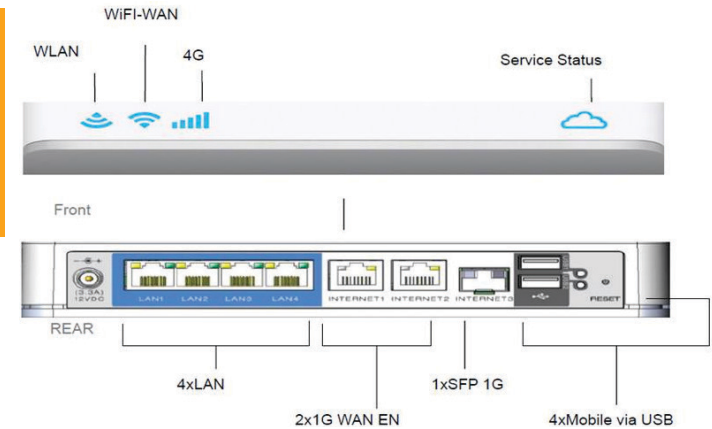 WiFI-WAN
WLAN
4G
Service Status
Front
(3.3A)
12VDC
LAN1 LAN2 LAN3 LAN4 INTERNET1 INTERNET2 INTERNET3 RESET
REAR
4xLAN
1xSFP 1G
2x1G WAN EN
4xMobile via USB